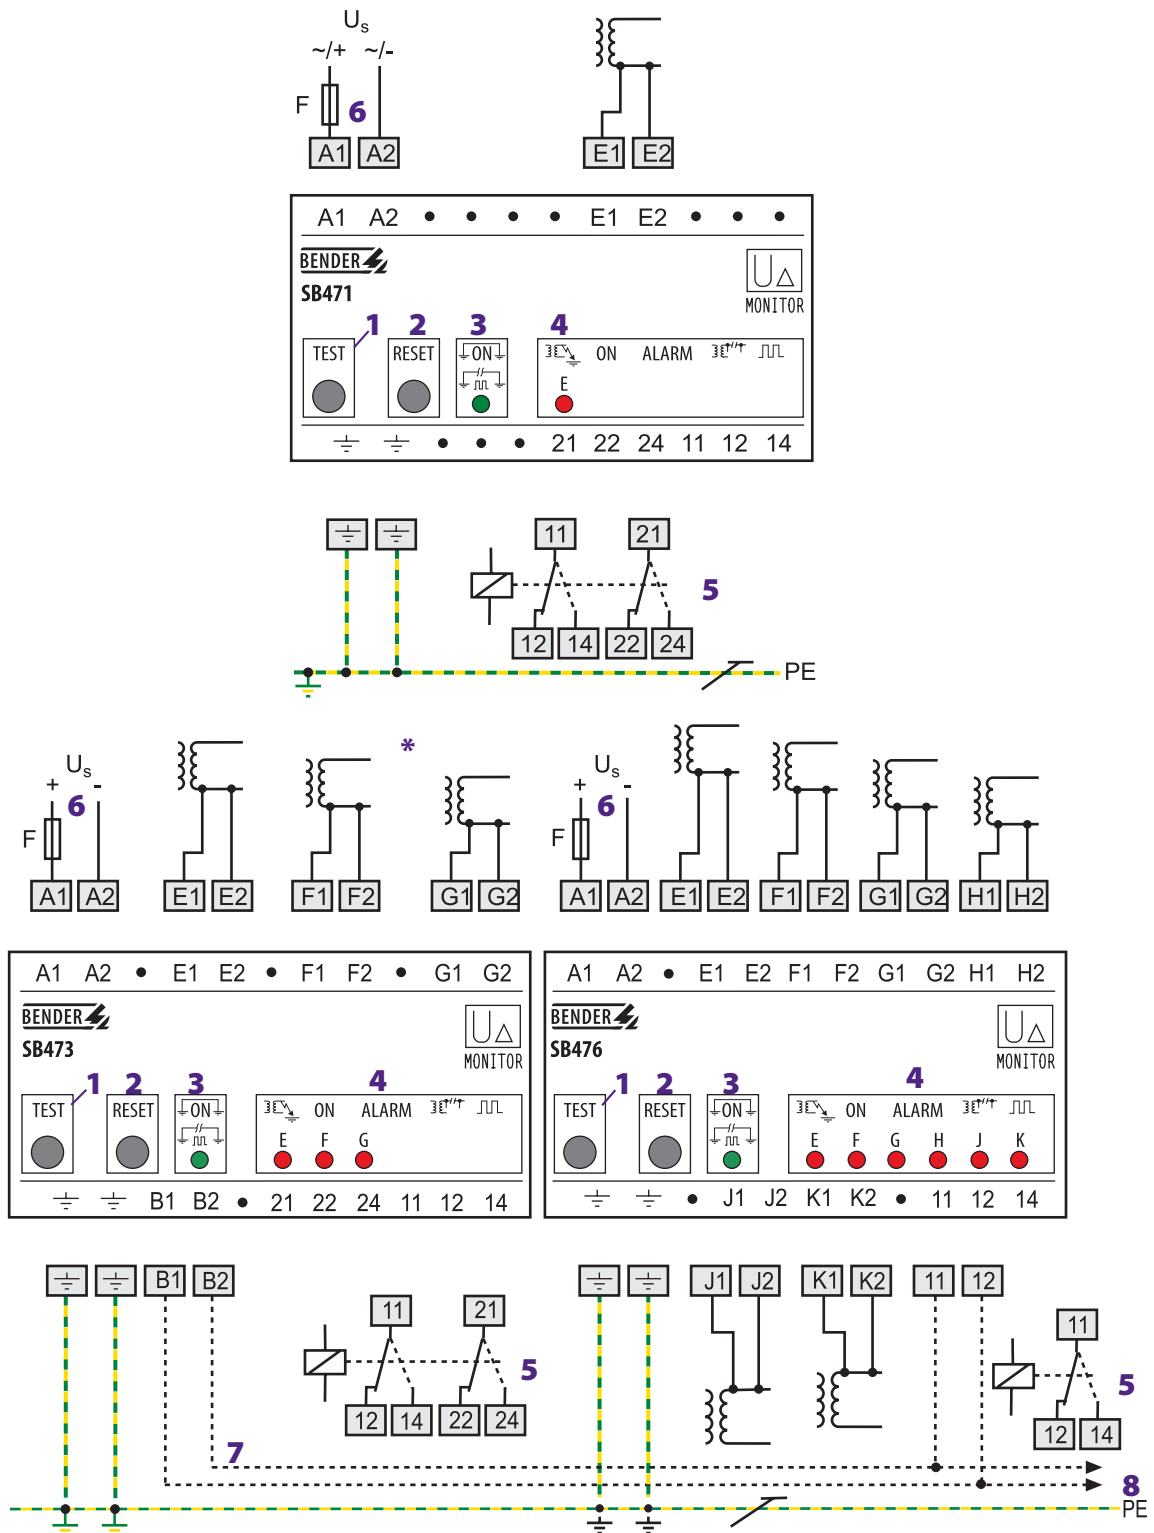 Us
~/+ ~/-
F 6
A1 A2 E1 E2
A1 A2 • • • • E1 E2 • • •
BENDER
SB471
MONITOR
1 2 3 4
TEST RESET ON ON ALARM
E
• • • 21 22 24 11 12 14
11 21
5
12 14 22 24
PE
*
Us
+ -
6
F
A1 A2 E1 E2 F1 F2 G1 G2
Us
+ -
6
F
A1 A2 E1 E2 F1 F2 G1 G2 H1 H2
A1 A2 • E1 E2 • F1 F2 • G1 G2
BENDER
SB473
MONITOR
1 2 3 4
TEST RESET ON ON ALARM
E F G
B1 B2 • 21 22 24 11 12 14
A1 A2 • E1 E2 F1 F2 G1 G2 H1 H2
BENDER
SB476
MONITOR
1 2 3 4
TEST RESET ON ON ALARM
E F G H J K
• J1 J2 K1 K2 • 11 12 14
B1 B2
11 21
5
12 14 22 24
7
J1 J2 K1 K2 11 12
11
5
12 14
8
PE